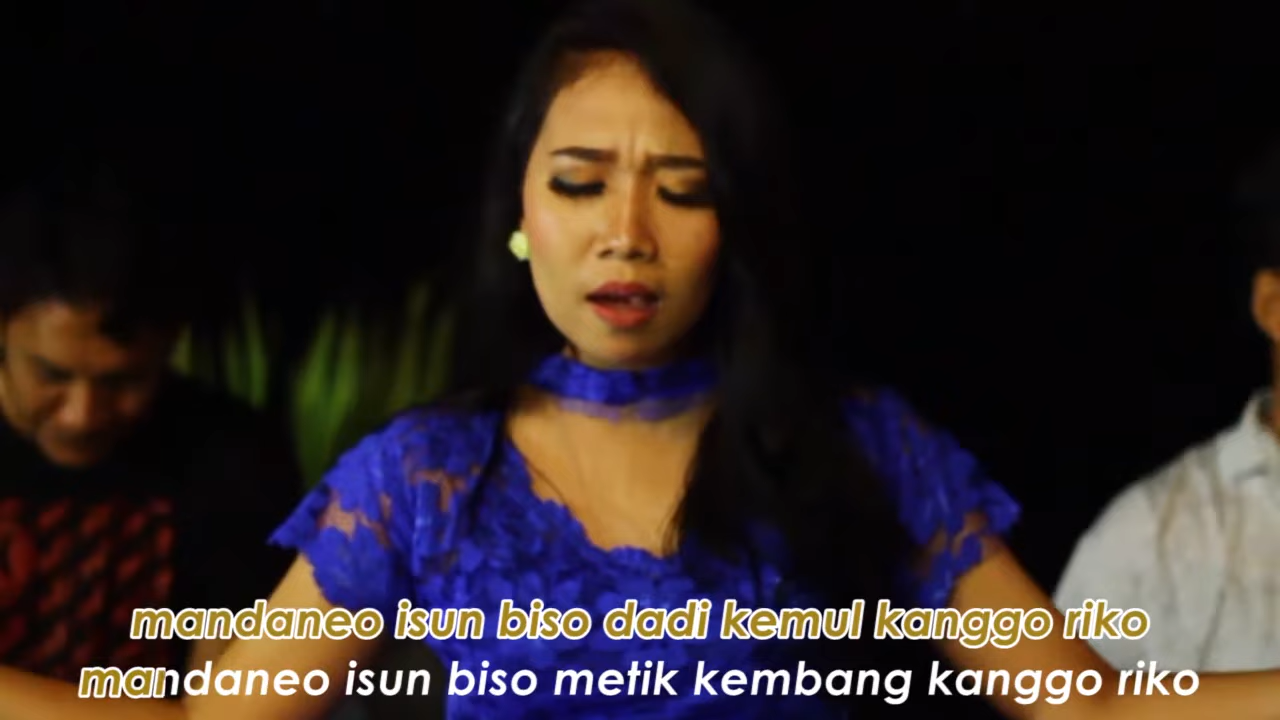 mandaneo isun biso dadi kemul kanggo riko
mandaneo isun biso metik kembang kanggo riko